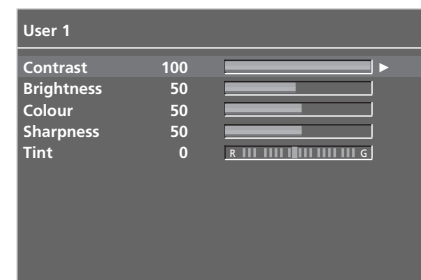 User 1
Contrast 100
Brightness 50
Colour 50
Sharpness 50
Tint 0 R G